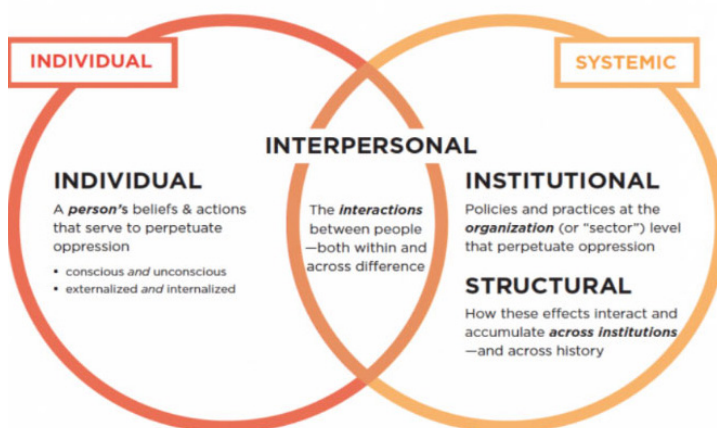 INDIVIDUAL
SYSTEMIC
INTERPERSONAL
INDIVIDUAL
A person's beliefs & actions
that serve to perpetuate
oppression
• conscious and unconscious
• externalized and internalized
The interactions
between people
—both within and
across difference
INSTITUTIONAL
Policies and practices at the
organization (or "sector") level
that perpetuate oppression
STRUCTURAL
How these effects interact and
accumulate across institutions
—and across history